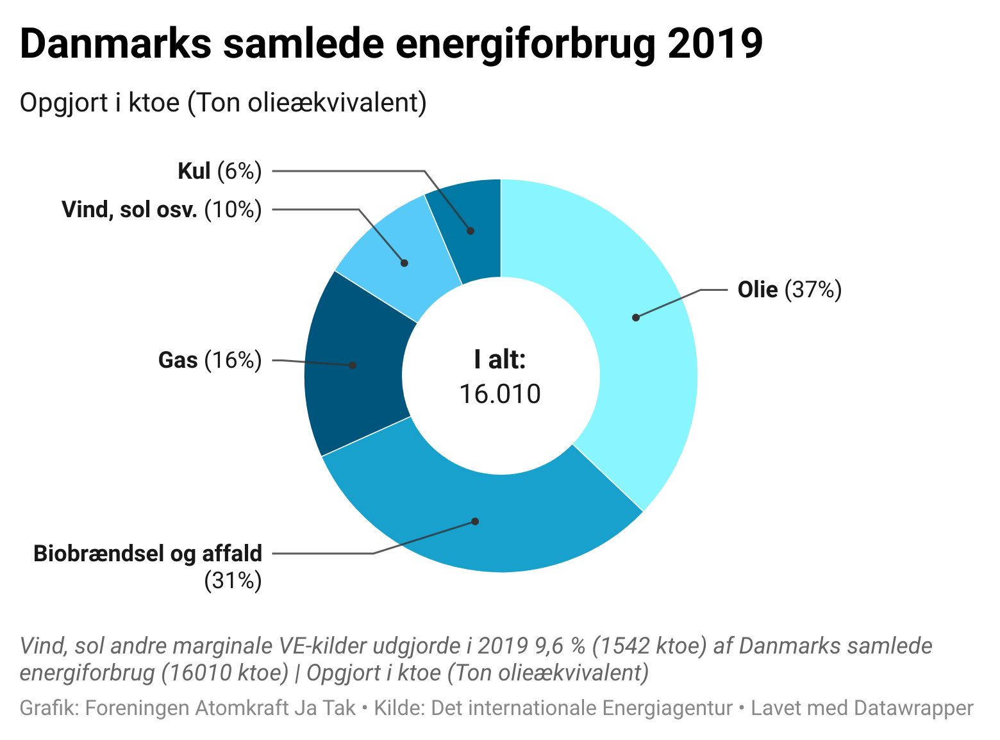 Danmarks samlede energiforbrug 2019
Opgjort i ktoe (Ton olieækvivalent)
Kul (6%)
Vind, sol osv. (10%)
Olie (37%)
Gas (16%)
I alt:
16.010
Biobrændsel og affald
(31%)
Vind, sol andre marginale VE-kilder udgjorde i 2019 9,6 % (1542 ktoe) af Danmarks samlede
energiforbrug (16010 ktoe) | Opgjort i ktoe (Ton olieækvivalent)
Grafik: Foreningen Atomkraft Ja Tak • Kilde: Det internationale Energiagentur • Lavet med Datawrapper